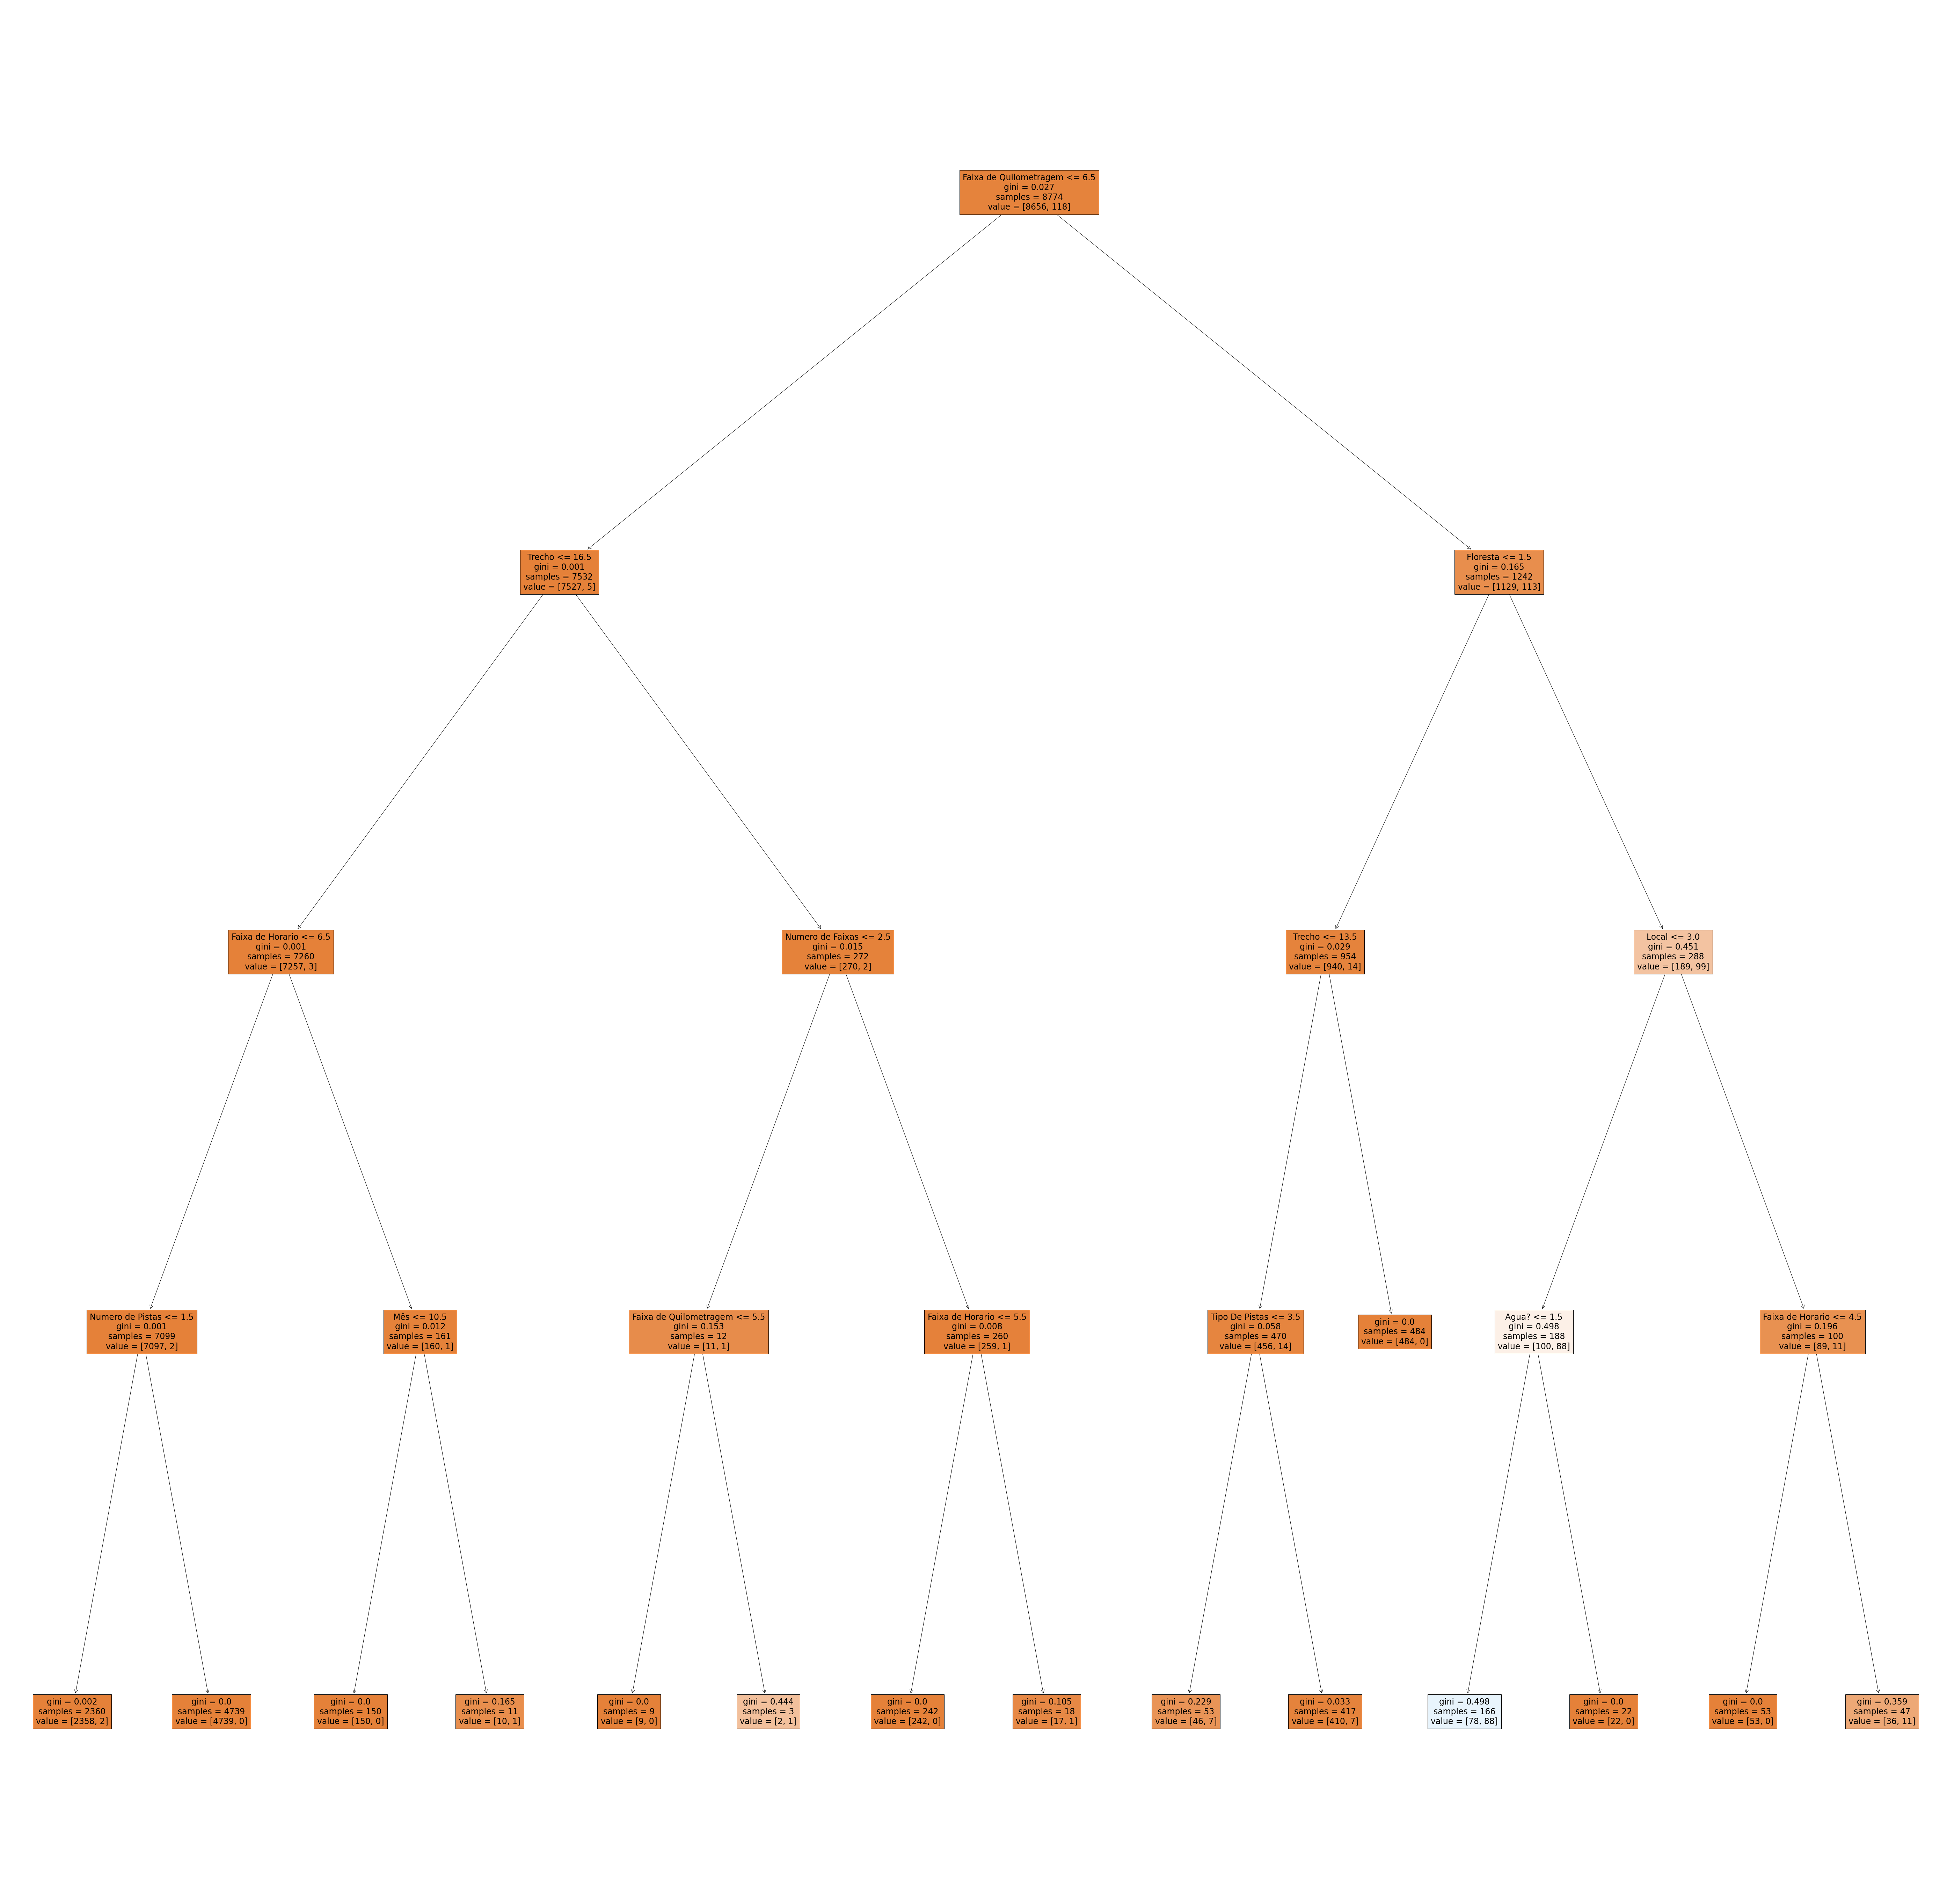 Faixa de Quilometragem <= 6.5
gini = 0.027
samples = 8774
value = [8656, 118]
Trecho <= 16.5
gini = 0.001
samples = 7532
value = [7527, 5]
Floresta <= 1.5
gini = 0.165
samples = 1242
value = [1129, 113]
Faixa de Horario <= 6.5
gini = 0.001
samples = 7260
value = [7257, 3]
Numero de Faixas <= 2.5
gini = 0.015
samples = 272
value = [270, 2]
Trecho <= 13.5
gini = 0.029
samples = 954
value = [940, 14]
Local <= 3.0
gini = 0.451
samples = 288
value = [189, 99]
Numero de Pistas <= 1.5
gini = 0.001
samples = 7099
value = [7097, 2]
Mês <= 10.5
gini = 0.012
samples = 161
value = [160, 1]
Faixa de Quilometragem <= 5.5
gini = 0.153
samples = 12
value = [11, 1]
Faixa de Horario <= 5.5
gini = 0.008
samples = 260
value = [259, 1]
Tipo De Pistas <= 3.5
gini = 0.058
samples = 470
value = [456, 14]
gini = 0.0
samples = 484
value = [484, 0]
Agua? <= 1.5
gini = 0.498
samples = 188
value = [100, 88]
Faixa de Horario <= 4.5
gini = 0.196
samples = 100
value = [89, 11]
gini = 0.002
samples = 2360
value = [2358, 2]
gini = 0.0
samples = 4739
value = [4739, 0]
gini = 0.0
samples = 150
value = [150, 0]
gini = 0.165
samples = 11
value = [10, 1]
gini = 0.0
samples = 9
value = [9, 0]
gini = 0.444
samples = 3
value = [2, 1]
gini = 0.0
samples = 242
value = [242, 0]
gini = 0.105
samples = 18
value = [17, 1]
gini = 0.229
samples = 53
value = [46, 7]
gini = 0.033
samples = 417
value = [410, 7]
gini = 0.498
samples = 166
value = [78, 88]
gini = 0.0
samples = 22
value = [22, 0]
gini = 0.0
samples = 53
value = [53, 0]
gini = 0.359
samples = 47
value = [36, 11]